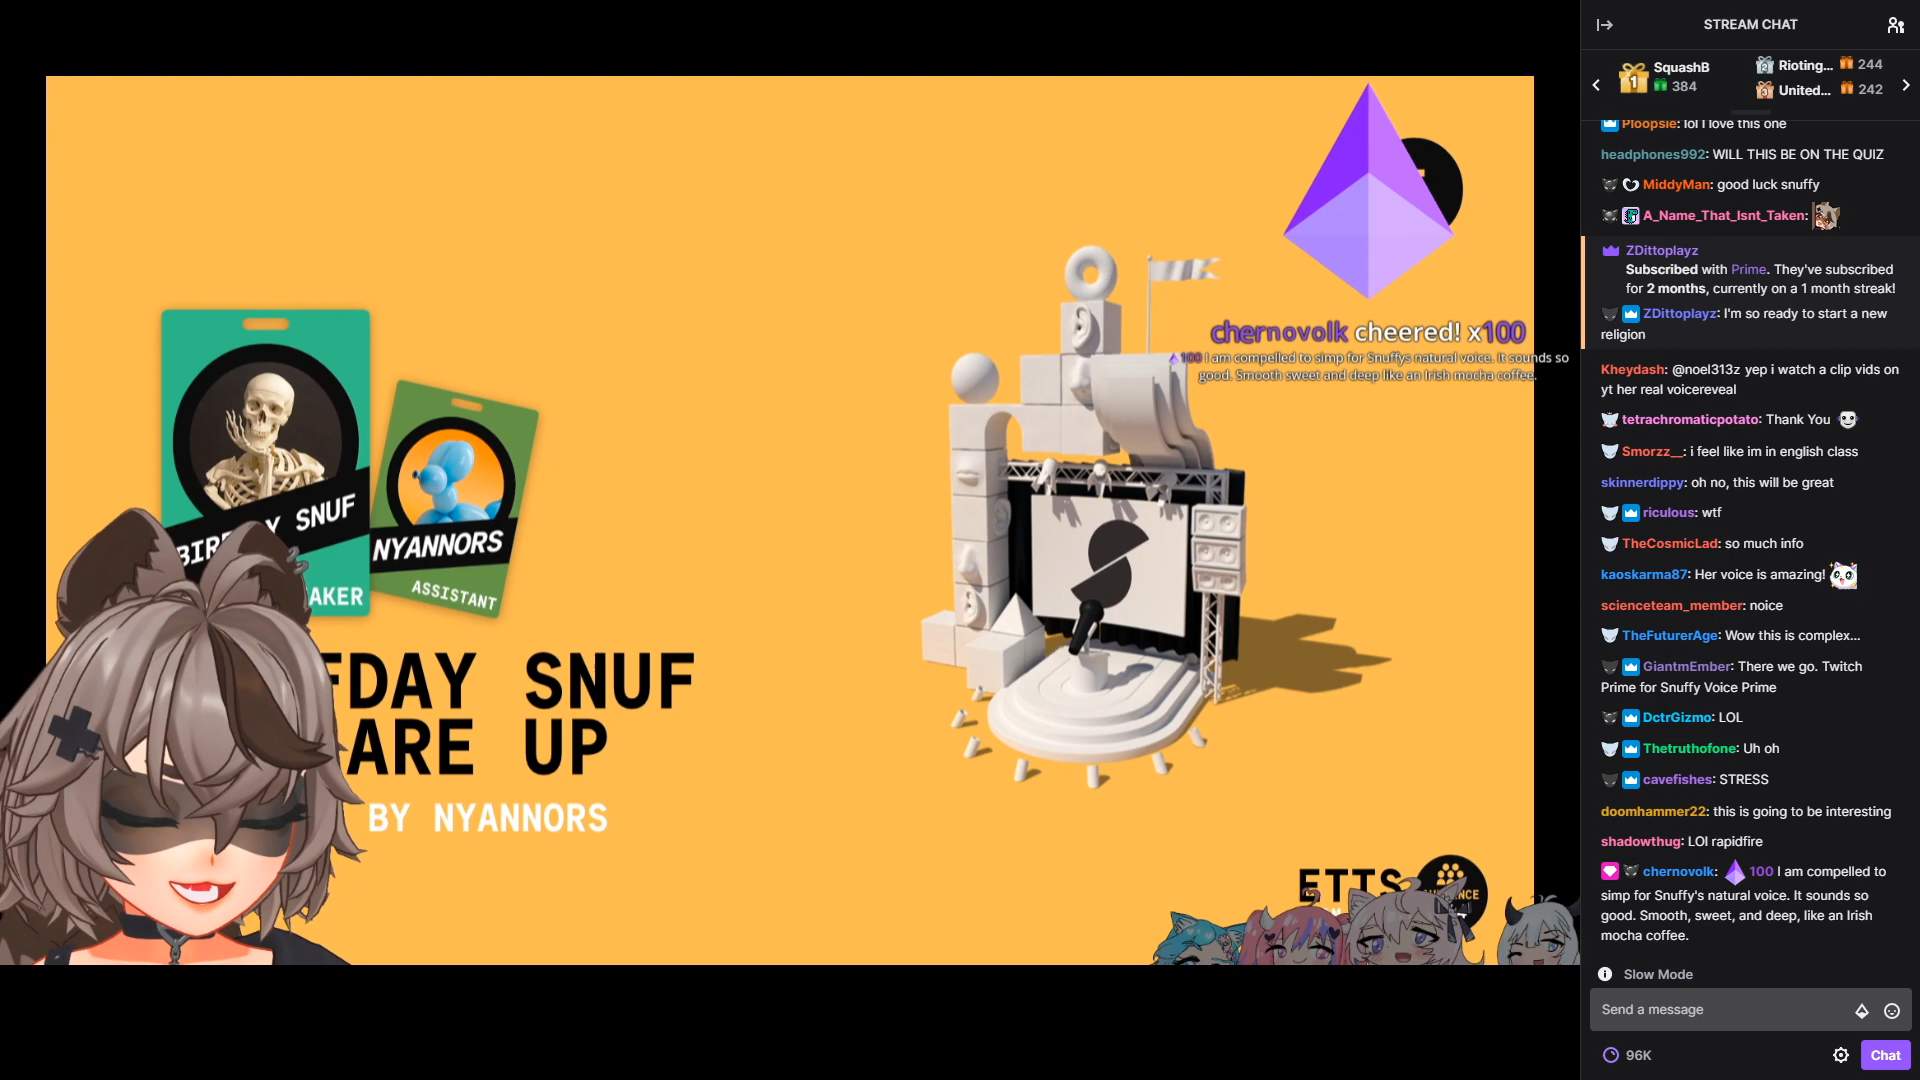 STREAM CHAT
SquashB
384
Rioting... 244
United... 242
Ploopsie: lol I love this one
headphones992: WILL THIS BE ON THE QUIZ
MiddyMan: good luck snuffy
A_Name_That_Isnt_Taken:
ZDittoplayz
Subscribed with Prime. They've subscribed
for 2 months, currently on a 1 month streak!
ZDittoplayz: I'm so ready to start a new
religion
Kheydash: @noel313z yep i watch a clip vids on
yt her real voicereveal
tetrachromaticpotato: Thank You
Smorzz__: i feel like im in english class
skinnerdippy: oh no, this will be great
riculous: wtf
TheCosmicLad: so much info
kaoskarma87: Her voice is amazing!
scienceteam_member: noice
TheFuturerAge: Wow this is complex...
GiantmEmber: There we go. Twitch
Prime for Snuffy Voice Prime
DctrGizmo: LOL
Thetruthofone: Uh oh
cavefishes: STRESS
doomhammer22: this is going to be interesting
shadowthug: LOl rapidfire
chernovolk: 100 I am compelled to
simp for Snuffy's natural voice. It sounds so
good. Smooth, sweet, and deep, like an Irish
mocha coffee.
Slow Mode
Send a message
96K
Chat
chernovolk cheered! x100
100 I am compelled to simp for Snuffys natural voice. It sounds so
good. Smooth sweet and deep like an Irish mocha coffee.
SNUF
AKER
NYANNORS
ASSISTANT
FDAY SNUF
ARE UP
BY NYANNORS